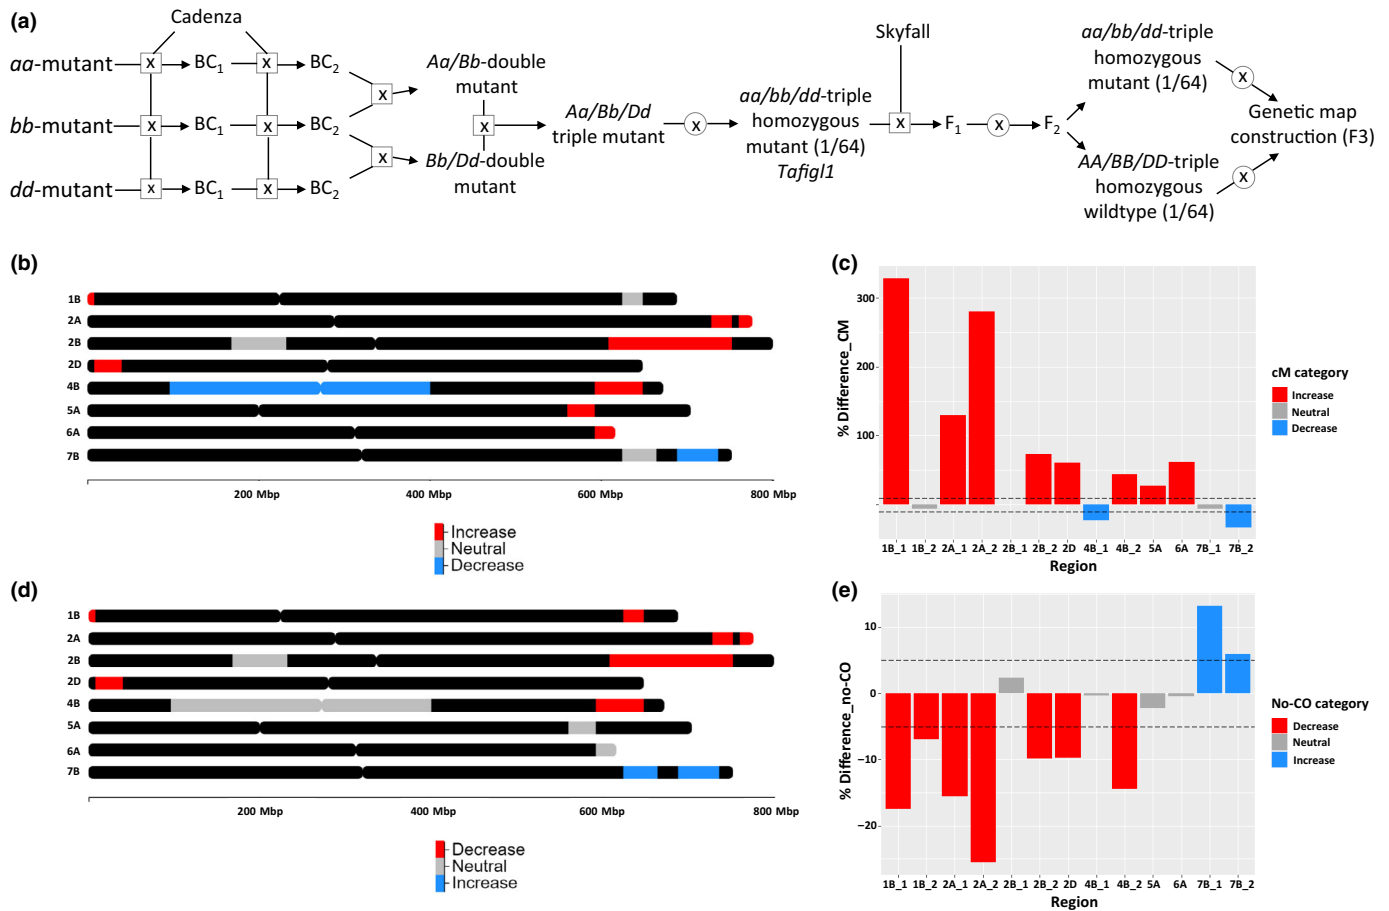 (a)
Cadenza
Skyfall
aa-mutant
X
BC1
X
BC2
bb-mutant
X
BC1
X
BC2
dd-mutant
X
BC1
X
BC2
X
X
Aa/Bb-double
mutant
X
Bb/Dd-double
mutant
Aa/Bb/Dd
triple mutant
X
aa/bb/dd-triple
homozygous
mutant (1/64)
Tafigl1
X
F1
X
F2
aa/bb/dd-triple
homozygous
mutant (1/64)
X
AA/BB/DD-triple
homozygous
wildtype (1/64)
X
Genetic map
construction (F3)
(b)
1B
2A
2B
2D
4B
5A
6A
7B
200 Mbp
400 Mbp
600 Mbp
800 Mbp
Increase
Neutral
Decrease
(c)
% Difference_CM
300
200
100
1B_1 1B_2 2A_1 2A_2 2B_1 2B_2 2D 4B_1 4B_2 5A 6A 7B_1 7B_2
Region
cM category
Increase
Neutral
Decrease
(d)
1B
2A
2B
2D
4B
5A
6A
7B
200 Mbp
400 Mbp
600 Mbp
800 Mbp
Decrease
Neutral
Increase
(e)
% Difference_no-CO
10
0
−10
−20
1B_1 1B_2 2A_1 2A_2 2B_1 2B_2 2D 4B_1 4B_2 5A 6A 7B_1 7B_2
Region
No-CO category
Decrease
Neutral
Increase